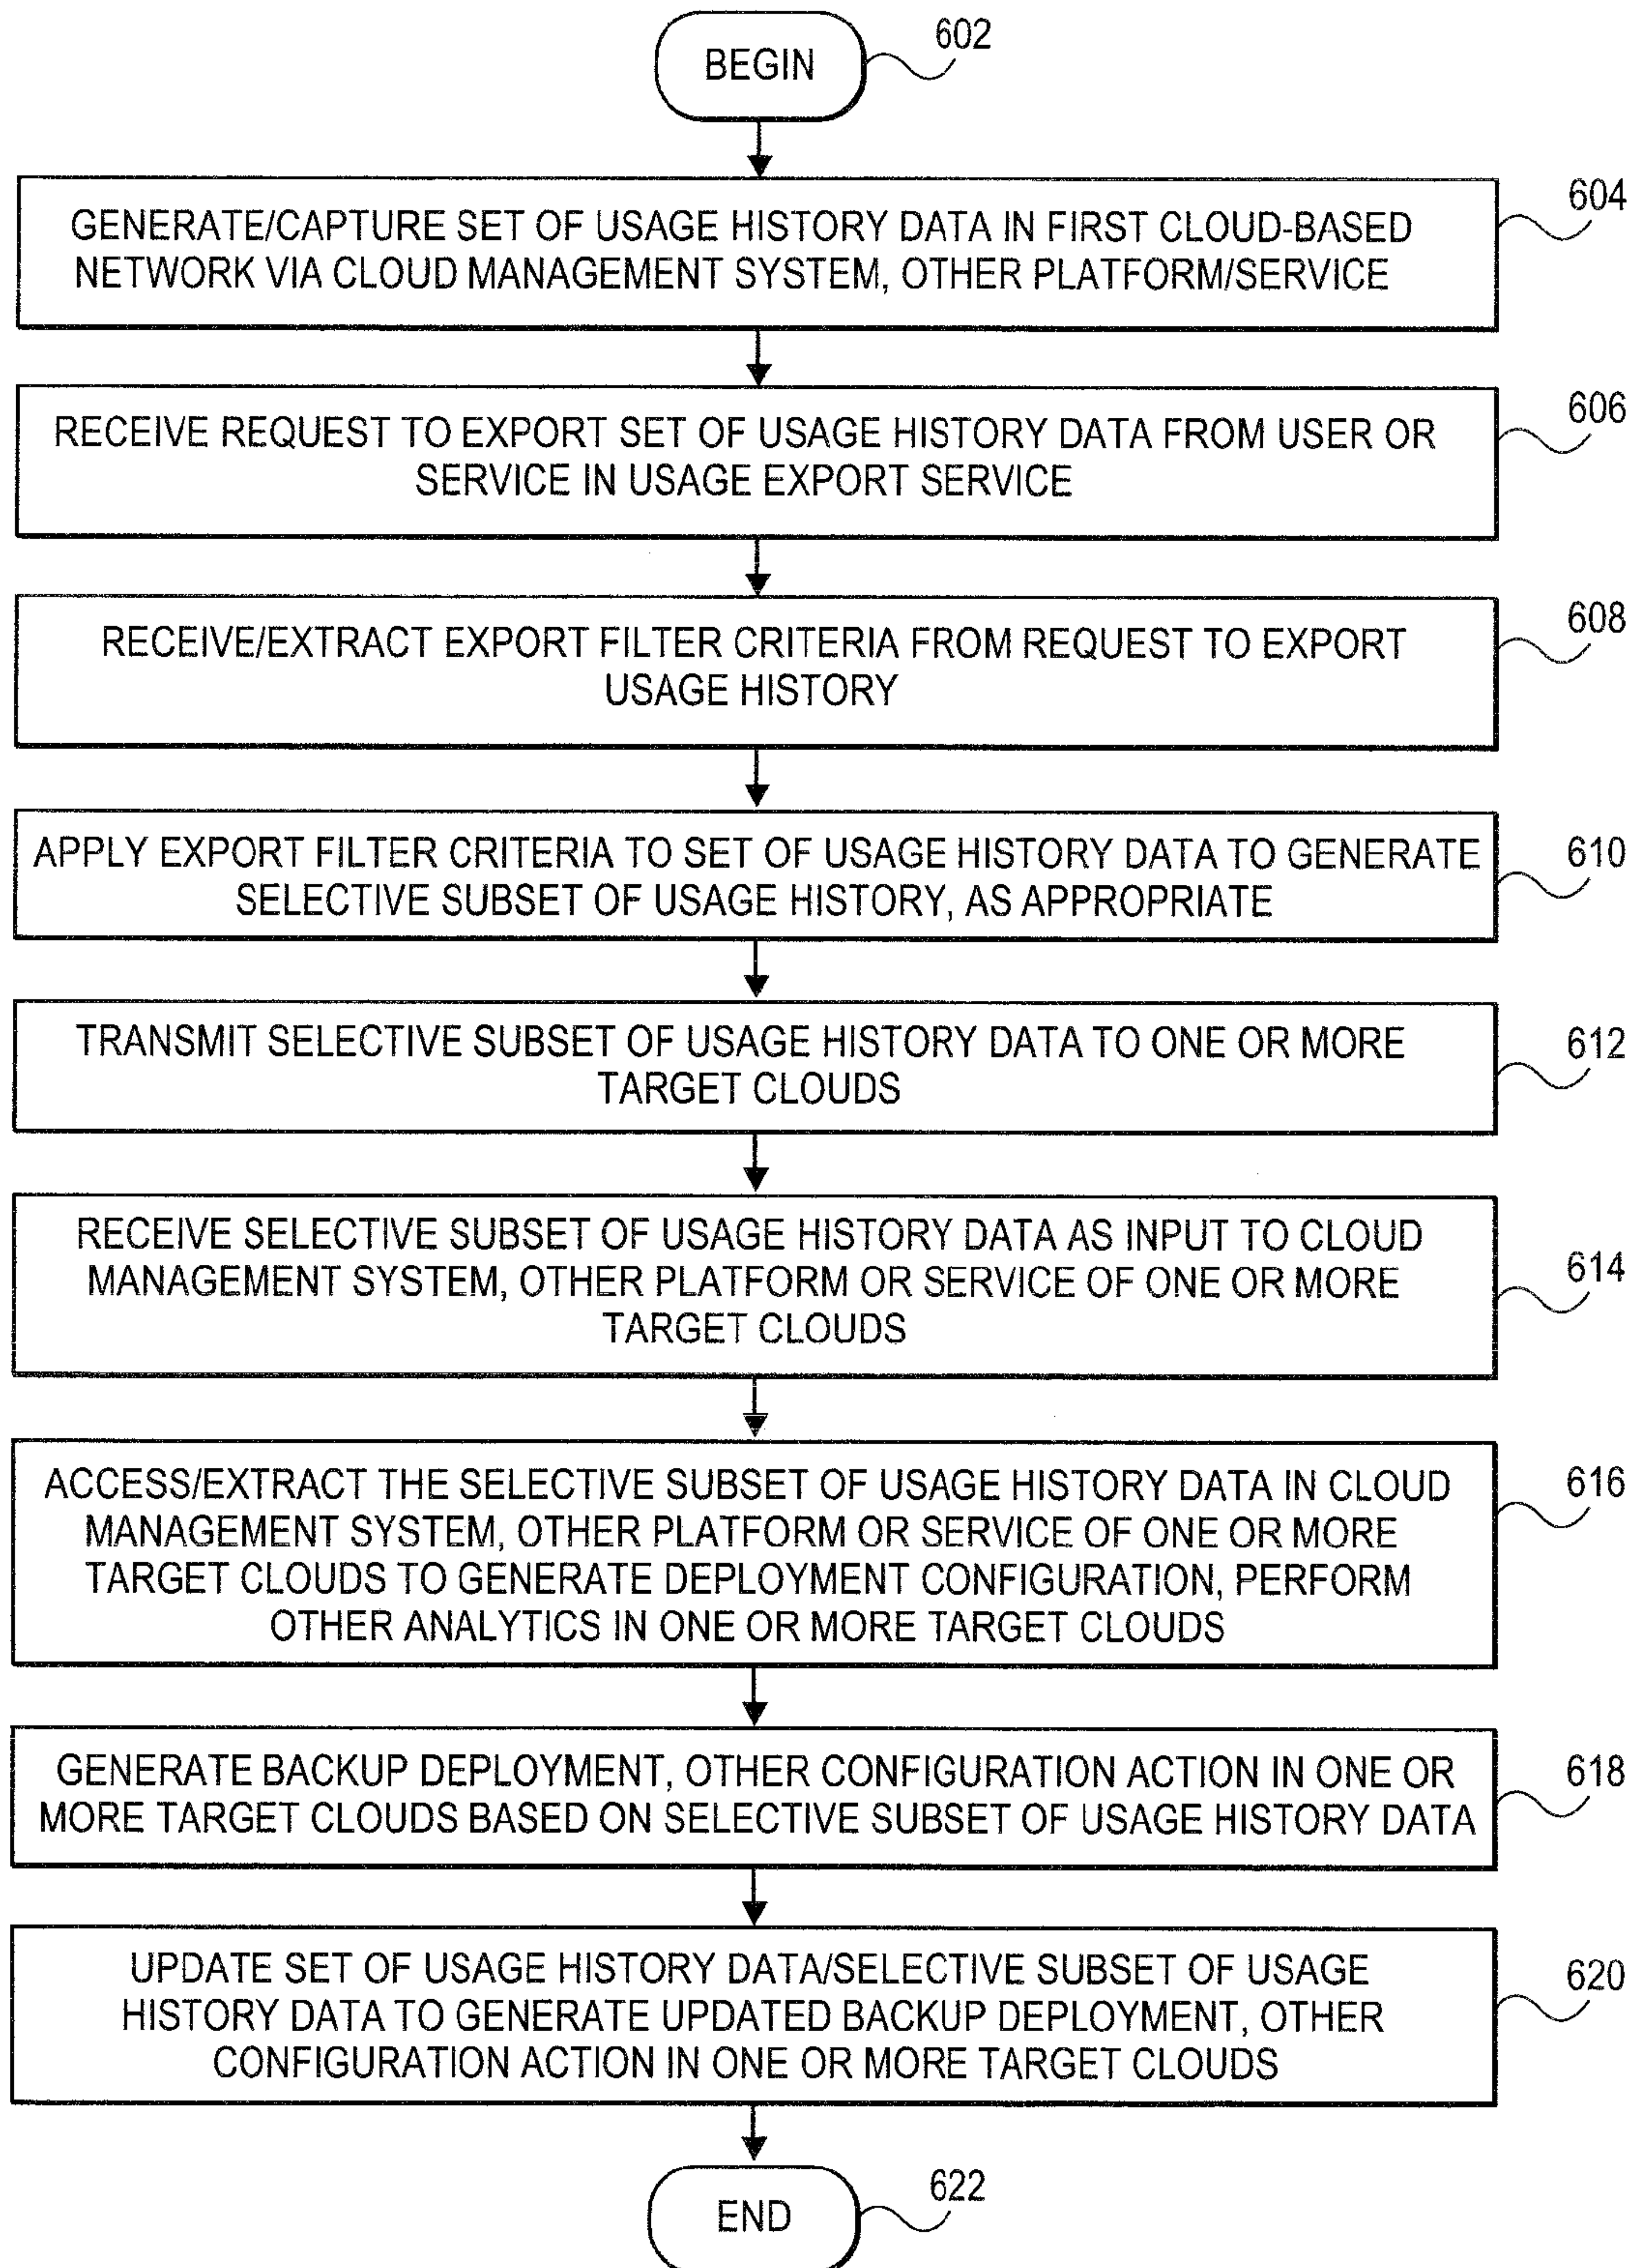 BEGIN
602
GENERATE/CAPTURE SET OF USAGE HISTORY DATA IN FIRST CLOUD-BASED
NETWORK VIA CLOUD MANAGEMENT SYSTEM, OTHER PLATFORM/SERVICE
604
RECEIVE REQUEST TO EXPORT SET OF USAGE HISTORY DATA FROM USER OR
SERVICE IN USAGE EXPORT SERVICE
606
RECEIVE/EXTRACT EXPORT FILTER CRITERIA FROM REQUEST TO EXPORT
USAGE HISTORY
608
APPLY EXPORT FILTER CRITERIA TO SET OF USAGE HISTORY DATA TO GENERATE
SELECTIVE SUBSET OF USAGE HISTORY, AS APPROPRIATE
610
TRANSMIT SELECTIVE SUBSET OF USAGE HISTORY DATA TO ONE OR MORE
TARGET CLOUDS
612
RECEIVE SELECTIVE SUBSET OF USAGE HISTORY DATA AS INPUT TO CLOUD
MANAGEMENT SYSTEM, OTHER PLATFORM OR SERVICE OF ONE OR MORE
TARGET CLOUDS
614
ACCESS/EXTRACT THE SELECTIVE SUBSET OF USAGE HISTORY DATA IN CLOUD
MANAGEMENT SYSTEM, OTHER PLATFORM OR SERVICE OF ONE OR MORE
TARGET CLOUDS TO GENERATE DEPLOYMENT CONFIGURATION, PERFORM
OTHER ANALYTICS IN ONE OR MORE TARGET CLOUDS
616
GENERATE BACKUP DEPLOYMENT, OTHER CONFIGURATION ACTION IN ONE OR
MORE TARGET CLOUDS BASED ON SELECTIVE SUBSET OF USAGE HISTORY DATA
618
UPDATE SET OF USAGE HISTORY DATA/SELECTIVE SUBSET OF USAGE
HISTORY DATA TO GENERATE UPDATED BACKUP DEPLOYMENT, OTHER
CONFIGURATION ACTION IN ONE OR MORE TARGET CLOUDS
620
END
622